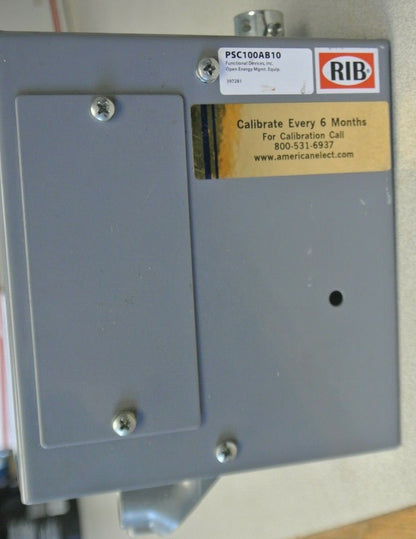 PSC100AB10
Functional Devices, Inc.
Open Energy Mgmt. Equip.
RIB
Calibrate Every 6 Months
For Calibration Call
800-531-6937
www.americanelect.com